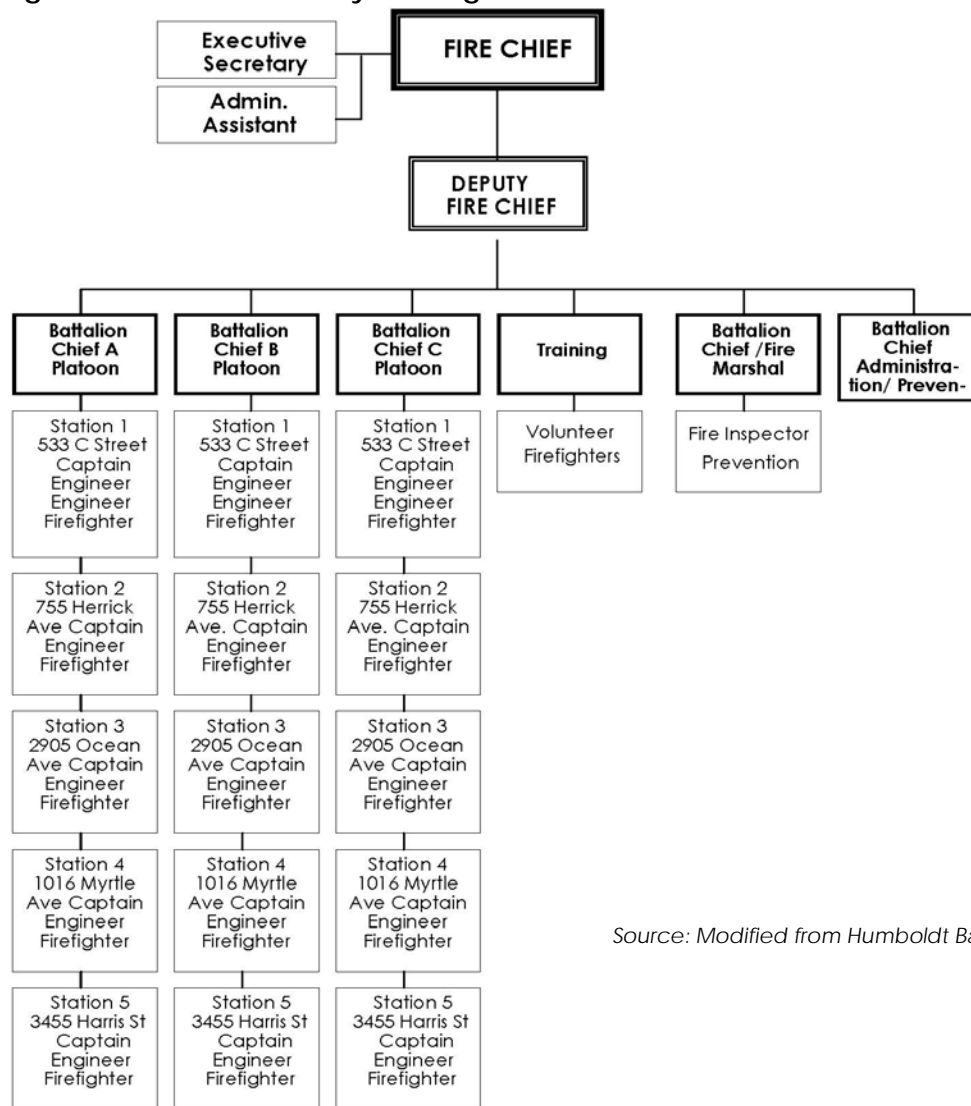 Executive
Secretary
Admin.
Assistant
FIRE CHIEF
DEPUTY
FIRE CHIEF
Battalion
Chief A
Platoon
Battalion
Chief B
Platoon
Battalion
Chief C
Platoon
Training
Battalion
Chief /Fire
Marshal
Battalion
Chief
Administra-
tion/ Preven-
Station 1
533 C Street
Captain
Engineer
Engineer
Firefighter
Station 1
533 C Street
Captain
Engineer
Engineer
Firefighter
Station 1
533 C Street
Captain
Engineer
Engineer
Firefighter
Volunteer
Firefighters
Fire Inspector
Prevention
Station 2
755 Herrick
Ave Captain
Engineer
Firefighter
Station 2
755 Herrick
Ave. Captain
Engineer
Firefighter
Station 2
755 Herrick
Ave. Captain
Engineer
Firefighter
Station 3
2905 Ocean
Ave Captain
Engineer
Firefighter
Station 3
2905 Ocean
Ave Captain
Engineer
Firefighter
Station 3
2905 Ocean
Ave Captain
Engineer
Firefighter
Station 4
1016 Myrtle
Ave Captain
Engineer
Firefighter
Station 4
1016 Myrtle
Ave Captain
Engineer
Firefighter
Station 4
1016 Myrtle
Ave Captain
Engineer
Firefighter
Source: Modified from Humboldt Ba
Station 5
3455 Harris St
Captain
Engineer
Firefighter
Station 5
3455 Harris St
Captain
Engineer
Firefighter
Station 5
3455 Harris St
Captain
Engineer
Firefighter